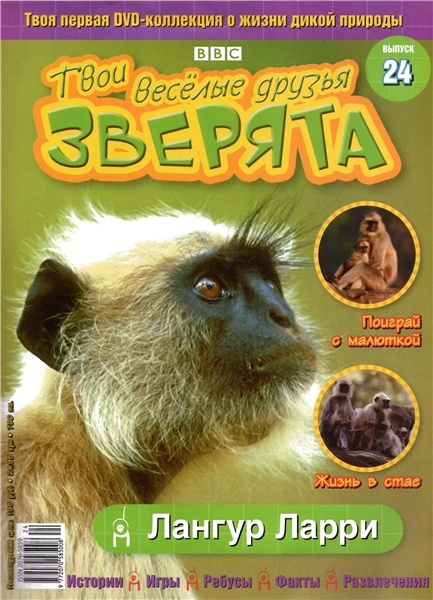 Твоя первая DVD-коллекция о жизни дикой природы
BBC
ВЫПУСК
24
Твои весёлые друзья
ЗВЕРЯТА
Поиграй
с малюткой
Жизнь в стае
Лангур Ларри
Истории Игры Ребусы Факты Развлечения